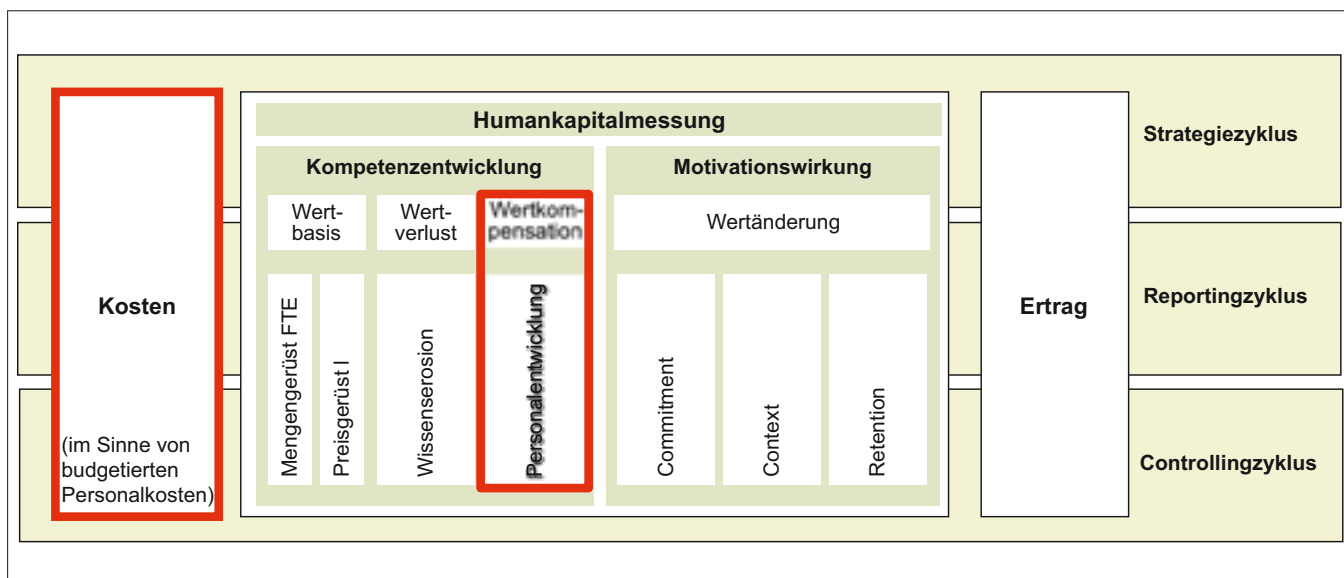 Humankapitalmessung
Kompetenzentwicklung
Motivationswirkung
Wert-
basis
Wert-
verlust
Wertkom-
pensation
Wertänderung
Mengengerüst FTE
Preisgerüst I
Wissenserosion
Personalentwicklung
Commitment
Context
Retention
Kosten
(im Sinne von
budgetierten
Personalkosten)
Ertrag
Strategiezyklus
Reportingzyklus
Controllingzyklus